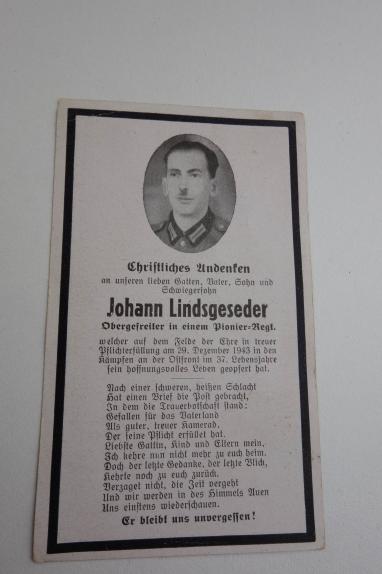 Christliches Andenken
an unseren lieben Gatten, Vater, Sohn und
Schwiegersohn
Johann Lindsgeseder
Obergefreiter in einem Pionier-Regt.
welcher auf dem Felde der Ehre in treuer
Pflichterfüllung am 29. Dezember 1943 in den
Kämpfen an der Ostfront im 37. Lebensjahre
sein hoffnungsvolles Leben geopfert hat.
Nach einer schweren, heißen Schlacht
Hat einen Brief die Post gebracht,
In dem die Trauerbotschaft stand:
Gefallen für das Vaterland
Als guter, treuer Kamerad,
Der seine Pflicht erfüllet hat.
Liebste Gattin, Kind und Eltern mein,
Ich kehre nun nicht mehr zu euch heim.
Doch der letzte Gedanke, der letzte Blick,
Kehrte noch zu euch zurück.
Verzaget nicht, die Zeit vergeht
Und wir werden in des Himmels Auen
Uns einstens wiederschauen.
Er bleibt uns unvergessen!